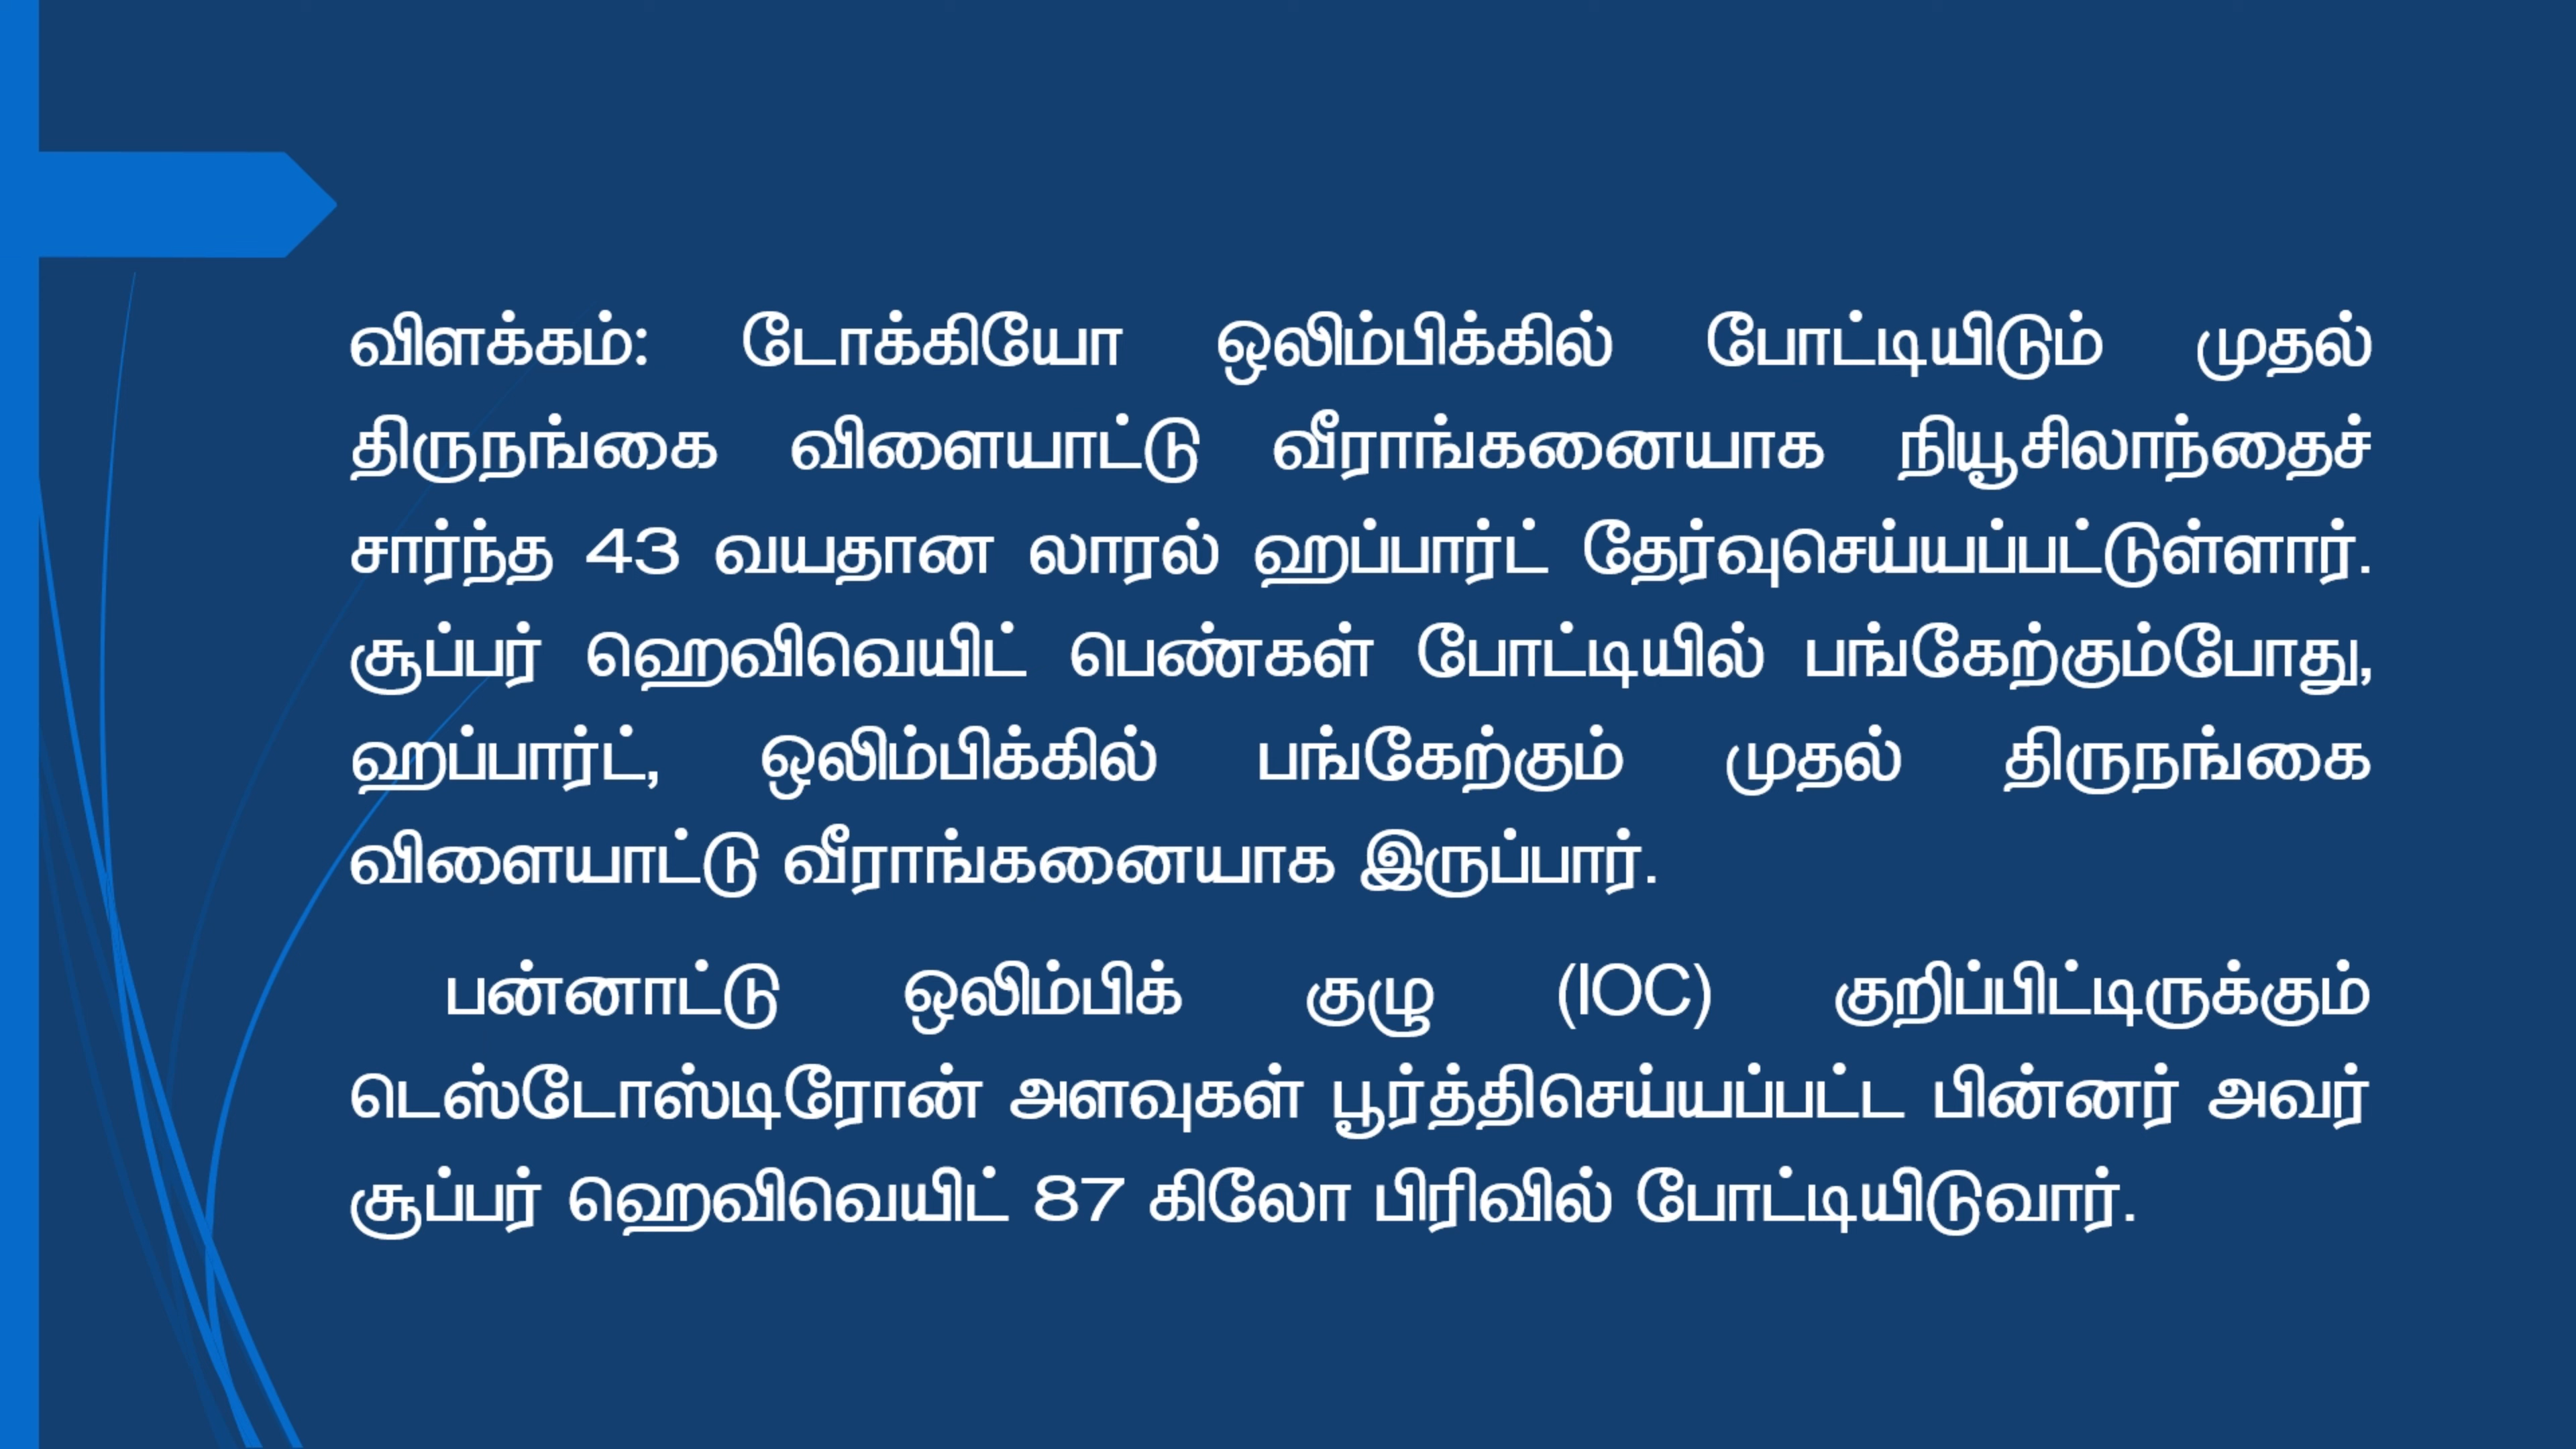 விளக்கம்: டோக்கியோ ஒலிம்பிக்கில் போட்டியிடும் முதல்
திருநங்கை விளையாட்டு வீராங்கனையாக நியூசிலாந்தைச்
சார்ந்த 43 வயதான லாரல் ஹப்பார்ட் தேர்வுசெய்யப்பட்டுள்ளார்.
சூப்பர் ஹெவிவெயிட் பெண்கள் போட்டியில் பங்கேற்கும்போது,
ஹப்பார்ட், ஒலிம்பிக்கில் பங்கேற்கும் முதல் திருநங்கை
விளையாட்டு வீராங்கனையாக இருப்பார்.
பன்னாட்டு ஒலிம்பிக் குழு (IOC) குறிப்பிட்டிருக்கும்
டெஸ்டோஸ்டிரோன் அளவுகள் பூர்த்திசெய்யப்பட்ட பின்னர் அவர்
சூப்பர் ஹெவிவெயிட் 87 கிலோ பிரிவில் போட்டியிடுவார்.